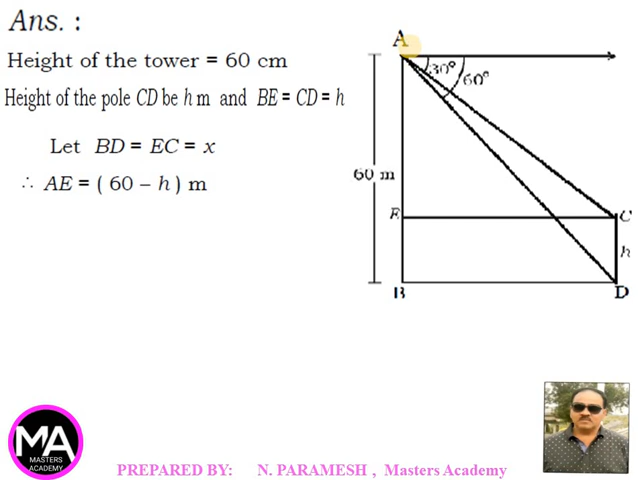 Ans. :
Height of the tower = 60 cm
Height of the pole CD be h m and BE = CD = h
Let BD = EC = x
∴ AE = ( 60 – h ) m
A
30°
60°
60 m
E
C
h
B
D
MA
MASTERS
ACADEMY
PREPARED BY: N. PARAMESH , Masters Academy